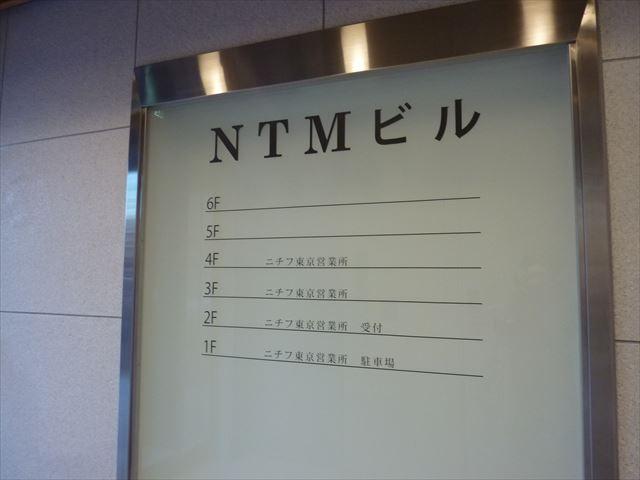 NTMビル
6F
5F
4F ニチフ東京営業所
3F ニチフ東京営業所
2F ニチフ東京営業所 受付
1F ニチフ東京営業所 駐車場